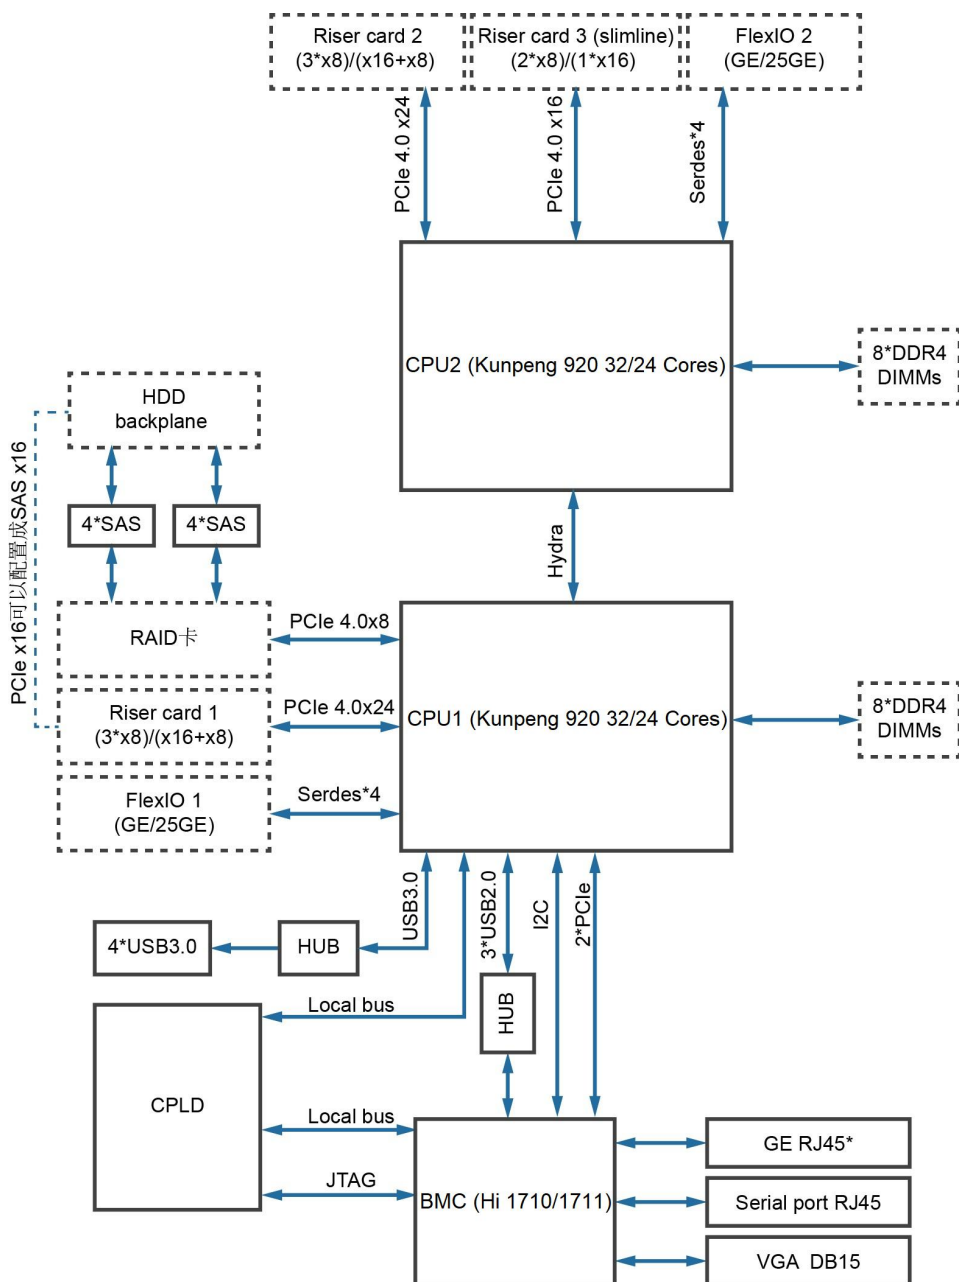 Riser card 2
(3*x8)/(x16+x8)
Riser card 3 (slimline)
(2*x8)/(1*x16)
FlexIO 2
(GE/25GE)
PCIe 4.0 x24
PCIe 4.0 x16
Serdes*4
CPU2 (Kunpeng 920 32/24 Cores)
8*DDR4
DIMMs
HDD
backplane
PCIe x16可以配置成SAS x16
4*SAS
4*SAS
Hydra
RAID卡
PCIe 4.0x8
Riser card 1
(3*x8)/(x16+x8)
PCIe 4.0x24
CPU1 (Kunpeng 920 32/24 Cores)
8*DDR4
DIMMs
FlexIO 1
(GE/25GE)
Serdes*4
USB3.0
3*USB2.0
I2C
2*PCIe
4*USB3.0
HUB
HUB
Local bus
CPLD
Local bus
JTAG
BMC (Hi 1710/1711)
GE RJ45*
Serial port RJ45
VGA DB15